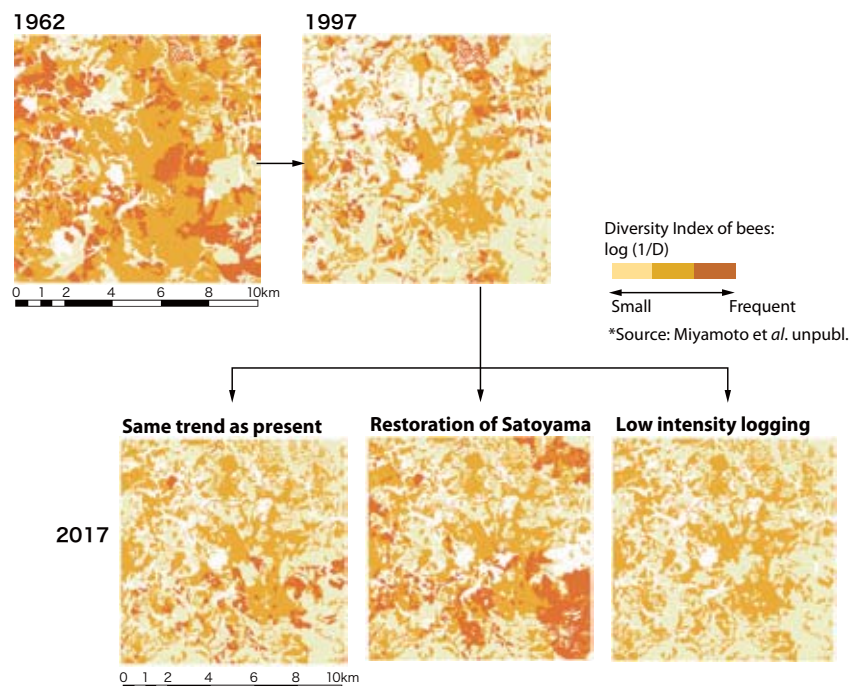 1962
1997
0 1 2 4 6 8 10km
Diversity Index of bees:
log (1/D)
Small Frequent
*Source: Miyamoto et al. unpubl.
Same trend as present
Restoration of Satoyama
Low intensity logging
2017
0 1 2 4 6 8 10km